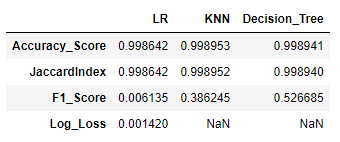 LR KNN Decision_Tree
Accuracy_Score 0.998642 0.998953 0.998941
JaccardIndex 0.998642 0.998952 0.998940
F1_Score 0.006135 0.386245 0.526685
Log_Loss 0.001420 NaN NaN